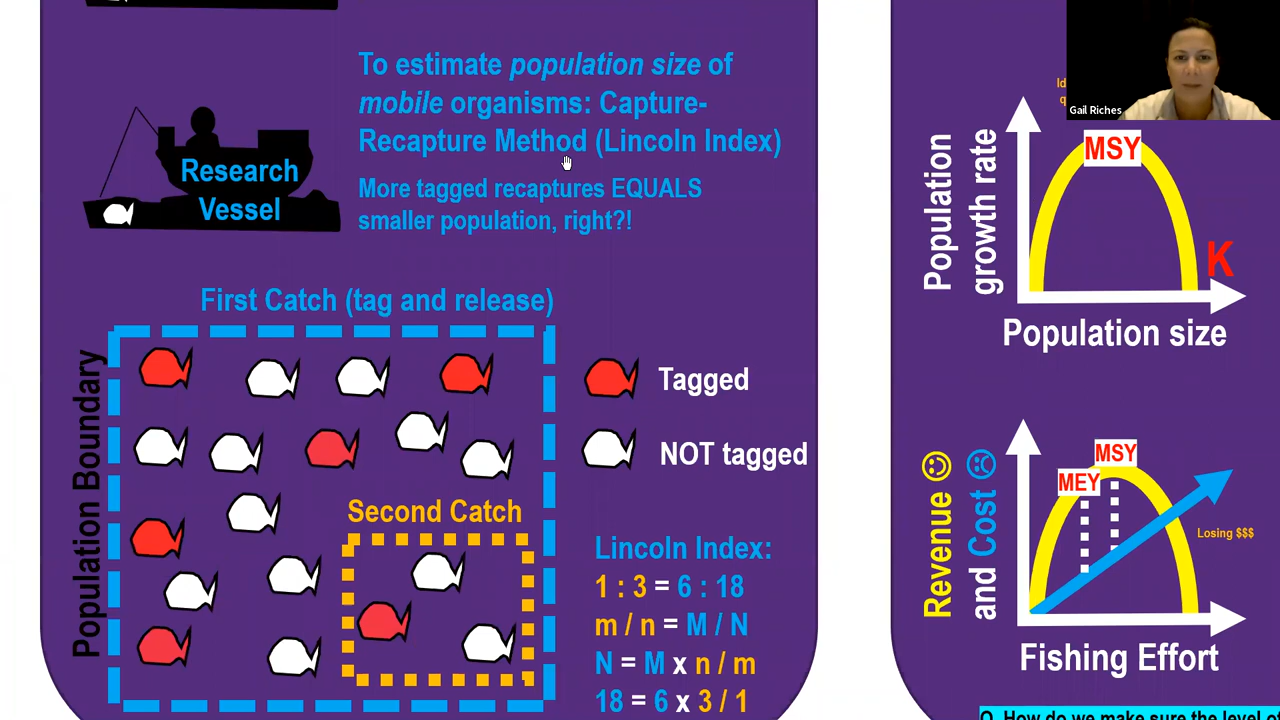 To estimate population size of
mobile organisms: Capture-
Recapture Method (Lincoln Index)
More tagged recaptures EQUALS
smaller population, right?!
Research
Vessel
First Catch (tag and release)
Population Boundary
Tagged
NOT tagged
Second Catch
Lincoln Index:
1 : 3 = 6 : 18
m / n = M / N
N = M x n / m
18 = 6 x 3 / 1
Gail Riches
Population
growth rate
MSY
K
Population size
Revenue
and Cost
MSY
MEY
Losing $$$
Fishing Effort